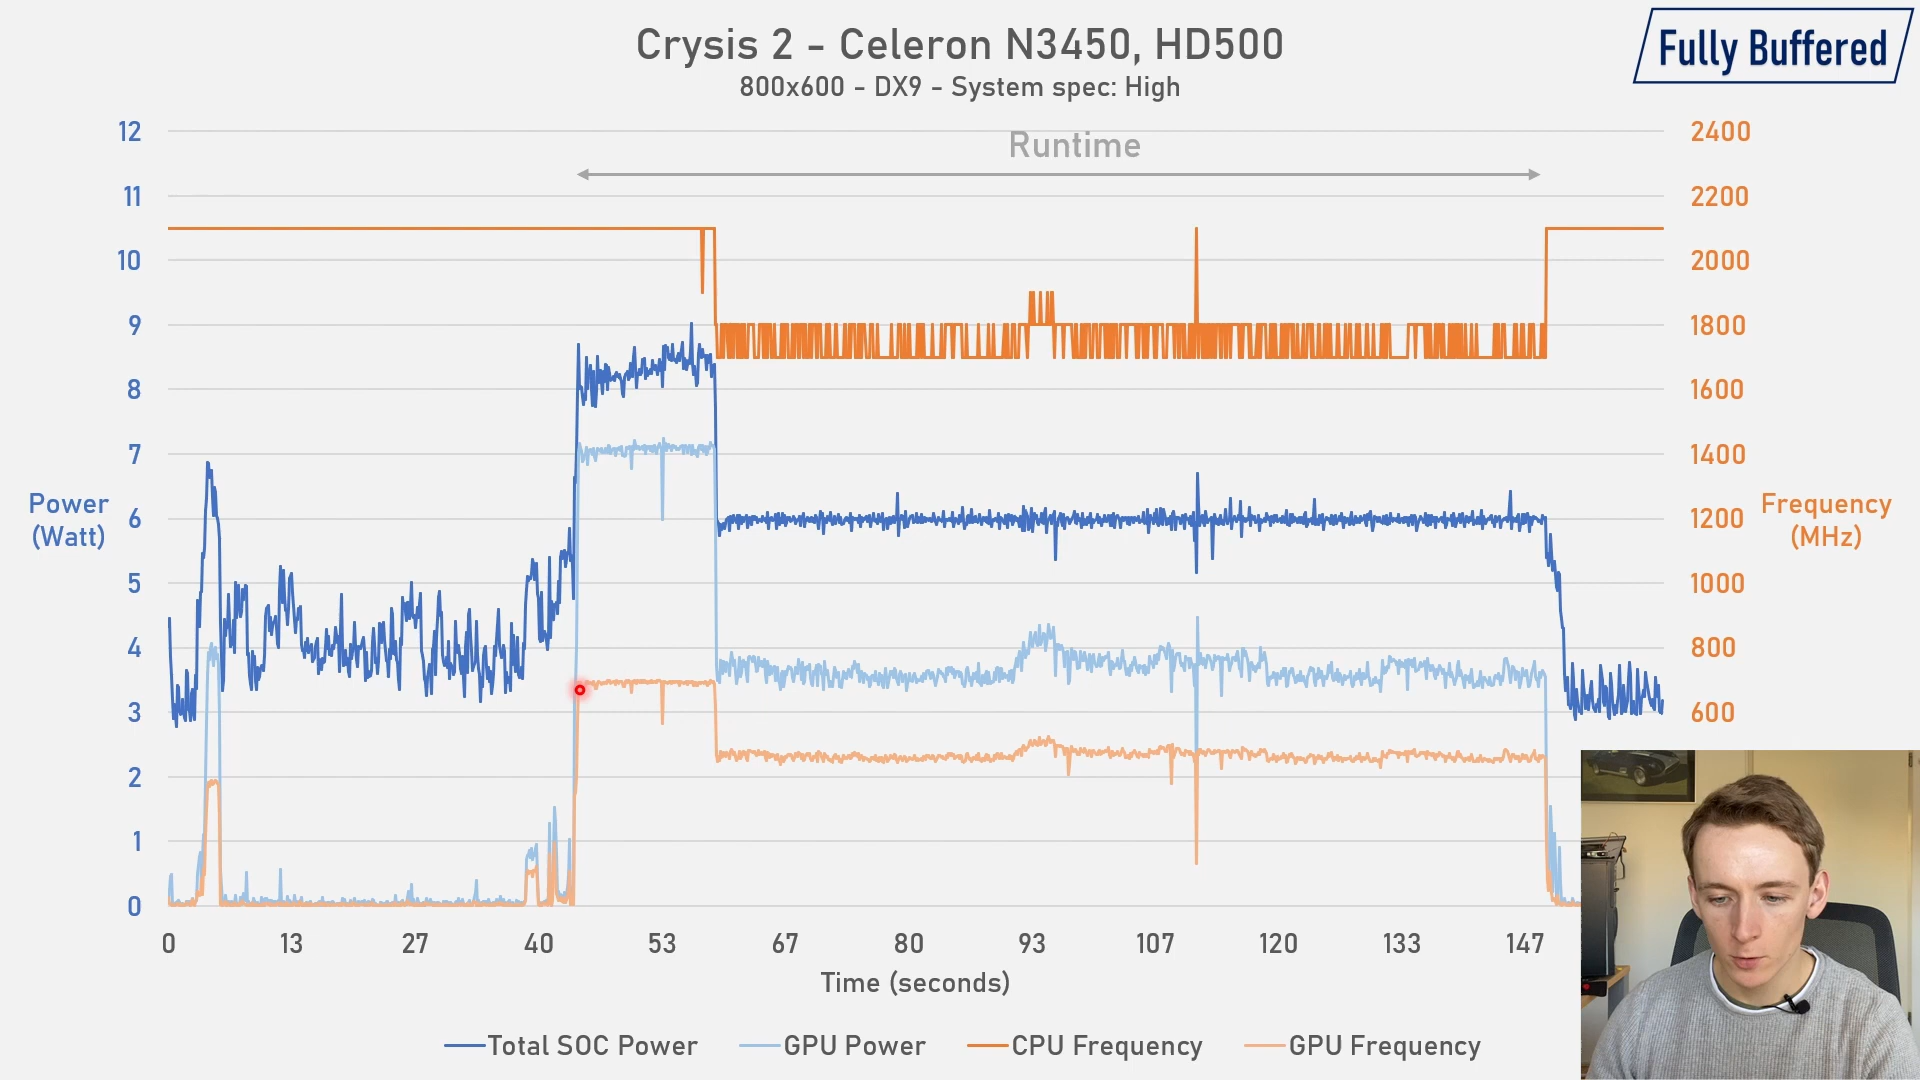 Crysis 2 - Celeron N3450, HD500
800x600 - DX9 - System spec: High
Fully Buffered
Runtime
12
11
10
9
8
7
6
5
4
3
2
1
0
Power
(Watt)
2400
2200
2000
1800
1600
1400
1200
1000
800
600
Frequency
(MHz)
0 13 27 40 53 67 80 93 107 120 133 147
Time (seconds)
Total SOC Power GPU Power CPU Frequency GPU Frequency